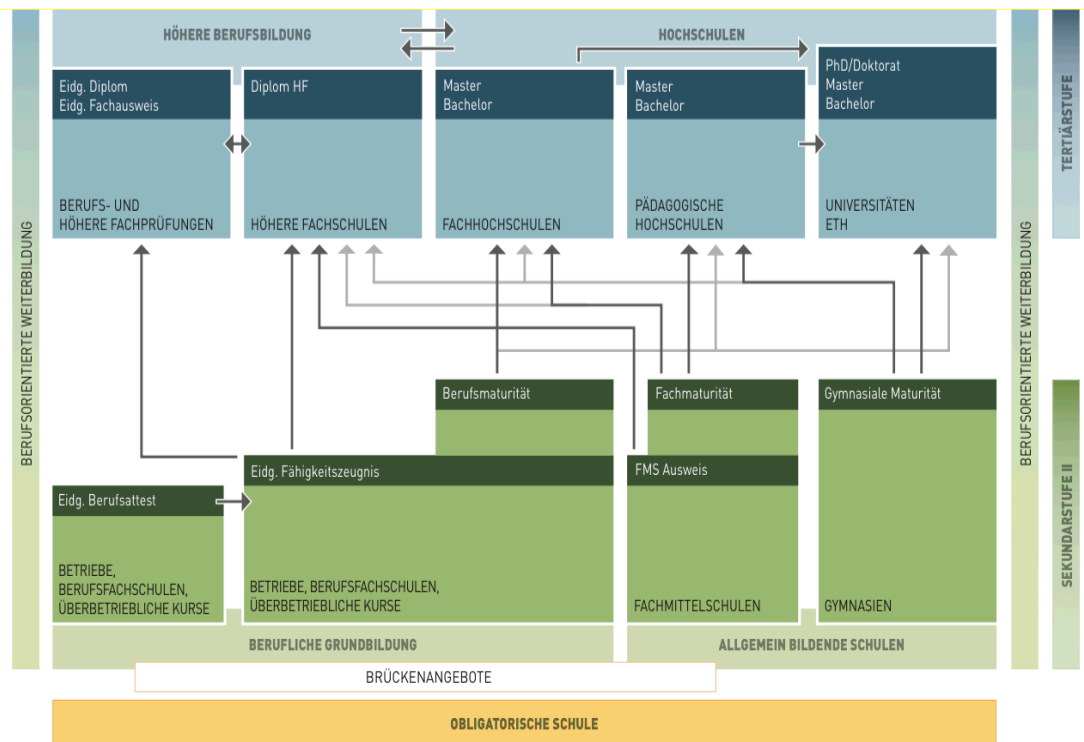 HÖHERE BERUFSBILDUNG
HOCHSCHULEN
Eidg. Diplom
Eidg. Fachausweis
BERUFS- UND
HÖHERE FACHPRÜFUNGEN
Diplom HF
HÖHERE FACHSCHULEN
Master
Bachelor
FACHHOCHSCHULEN
Master
Bachelor
PÄDAGOGISCHE
HOCHSCHULEN
PhD/Doktorat
Master
Bachelor
UNIVERSITÄTEN
ETH
TERTIÄRSTUFE
BERUFSORIENTIERTE WEITERBILDUNG
BERUFSORIENTIERTE WEITERBILDUNG
Berufsmaturität
Fachmaturität
Gymnasiale Maturität
Eidg. Fähigkeitszeugnis
FMS Ausweis
Eidg. Berufsattest
BETRIEBE,
BERUFSFACHSCHULEN,
ÜBERBETRIEBLICHE KURSE
BETRIEBE, BERUFSFACHSCHULEN,
ÜBERBETRIEBLICHE KURSE
FACHMITTELSCHULEN
GYMNASIEN
SEKUNDARSTUFE II
BERUFLICHE GRUNDBILDUNG
ALLGEMEIN BILDENDE SCHULEN
BRÜCKENANGEBOTE
OBLIGATORISCHE SCHULE